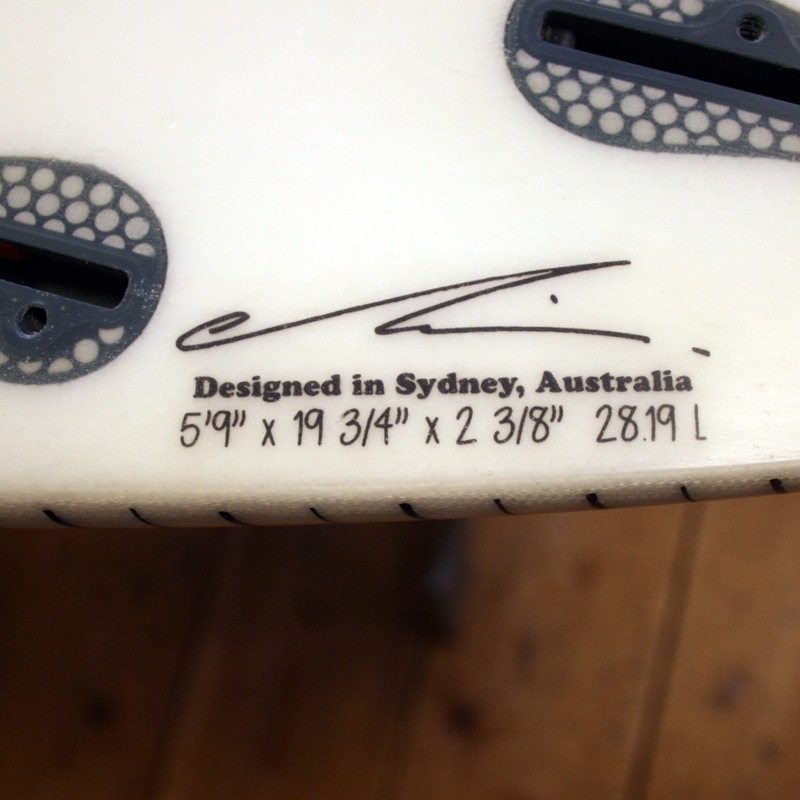 Designed in Sydney, Australia
5'9" x 19 3/4" x 2 3/8" 28.19 L